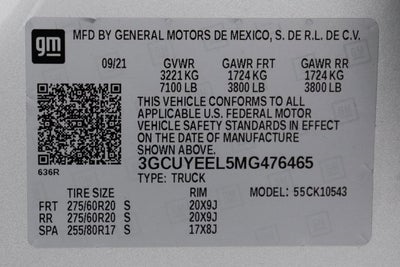 gm
MFD BY GENERAL MOTORS DE MEXICO, S. DE R.L. DE C.V.
09/21 GVWR GAWR FRT GAWR RR
3221 KG 1724 KG 1724 KG
7100 LB 3800 LB 3800 LB
THIS VEHICLE CONFORMS TO ALL
APPLICABLE U.S. FEDERAL MOTOR
VEHICLE SAFETY STANDARDS IN EFFECT
ON THE DATE OF MANUFACTURE
SHOWN ABOVE.
3GCUYEEL5MG476465
636R
TYPE: TRUCK
TIRE SIZE RIM MODEL: 55CK10543
FRT 275/60R20 S 20X9J
RR 275/60R20 S 20X9J
SPA 255/80R17 S 17X8J